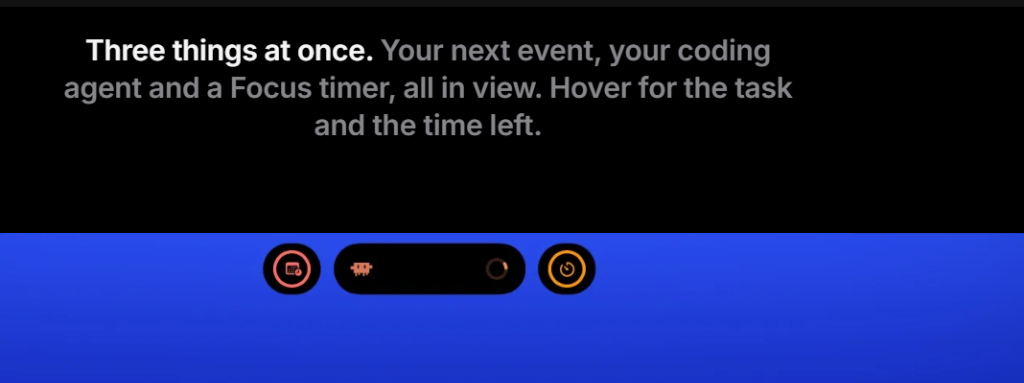 Three things at once. Your next event, your coding
agent and a Focus timer, all in view. Hover for the task
and the time left.